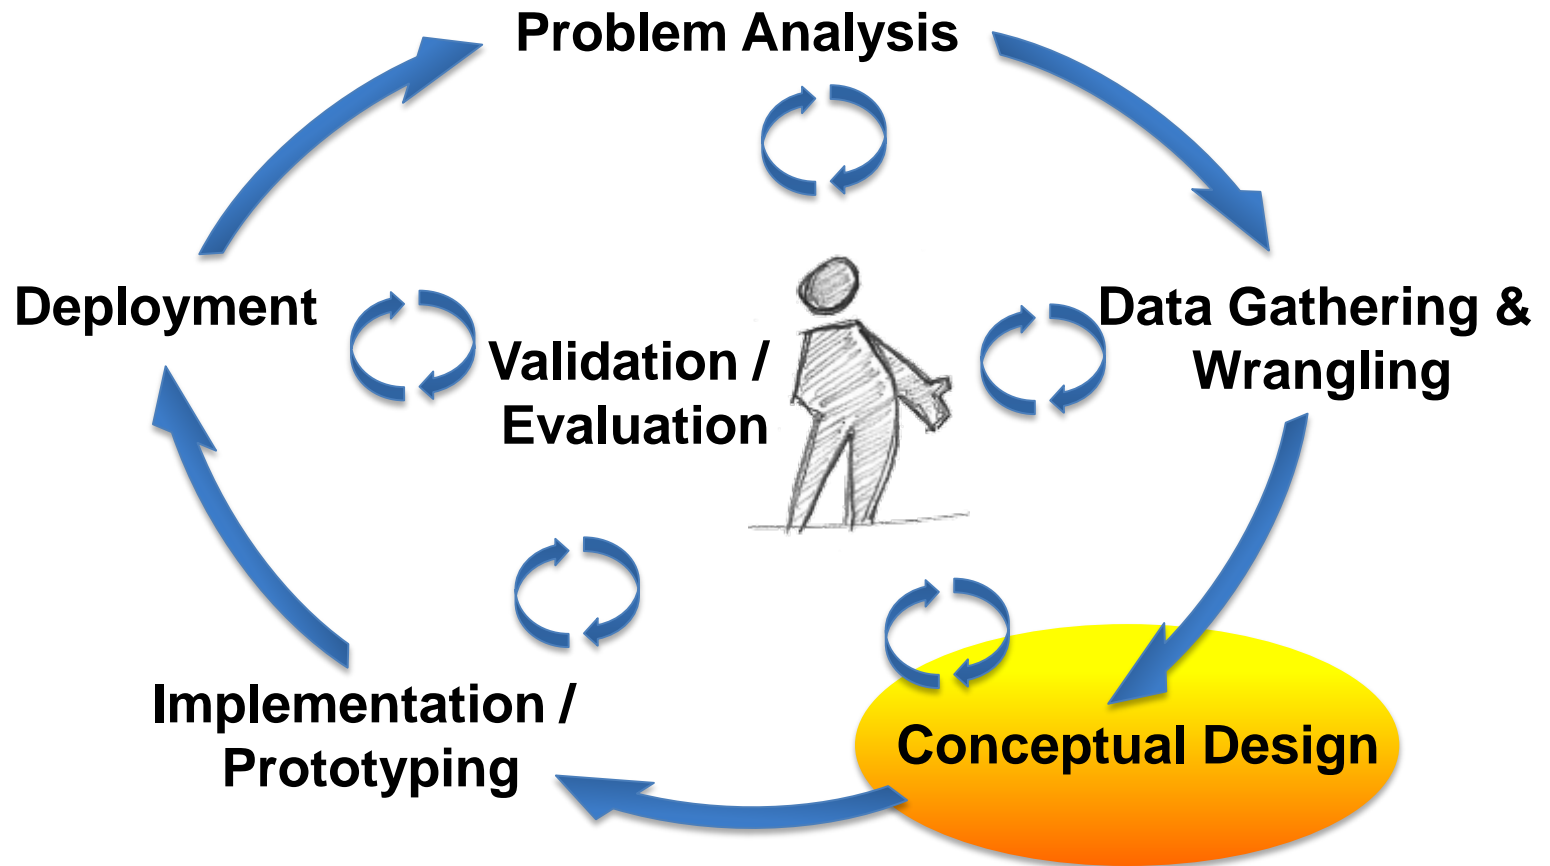 Problem Analysis
Deployment
Data Gathering &
Wrangling
Validation /
Evaluation
Implementation /
Prototyping
Conceptual Design